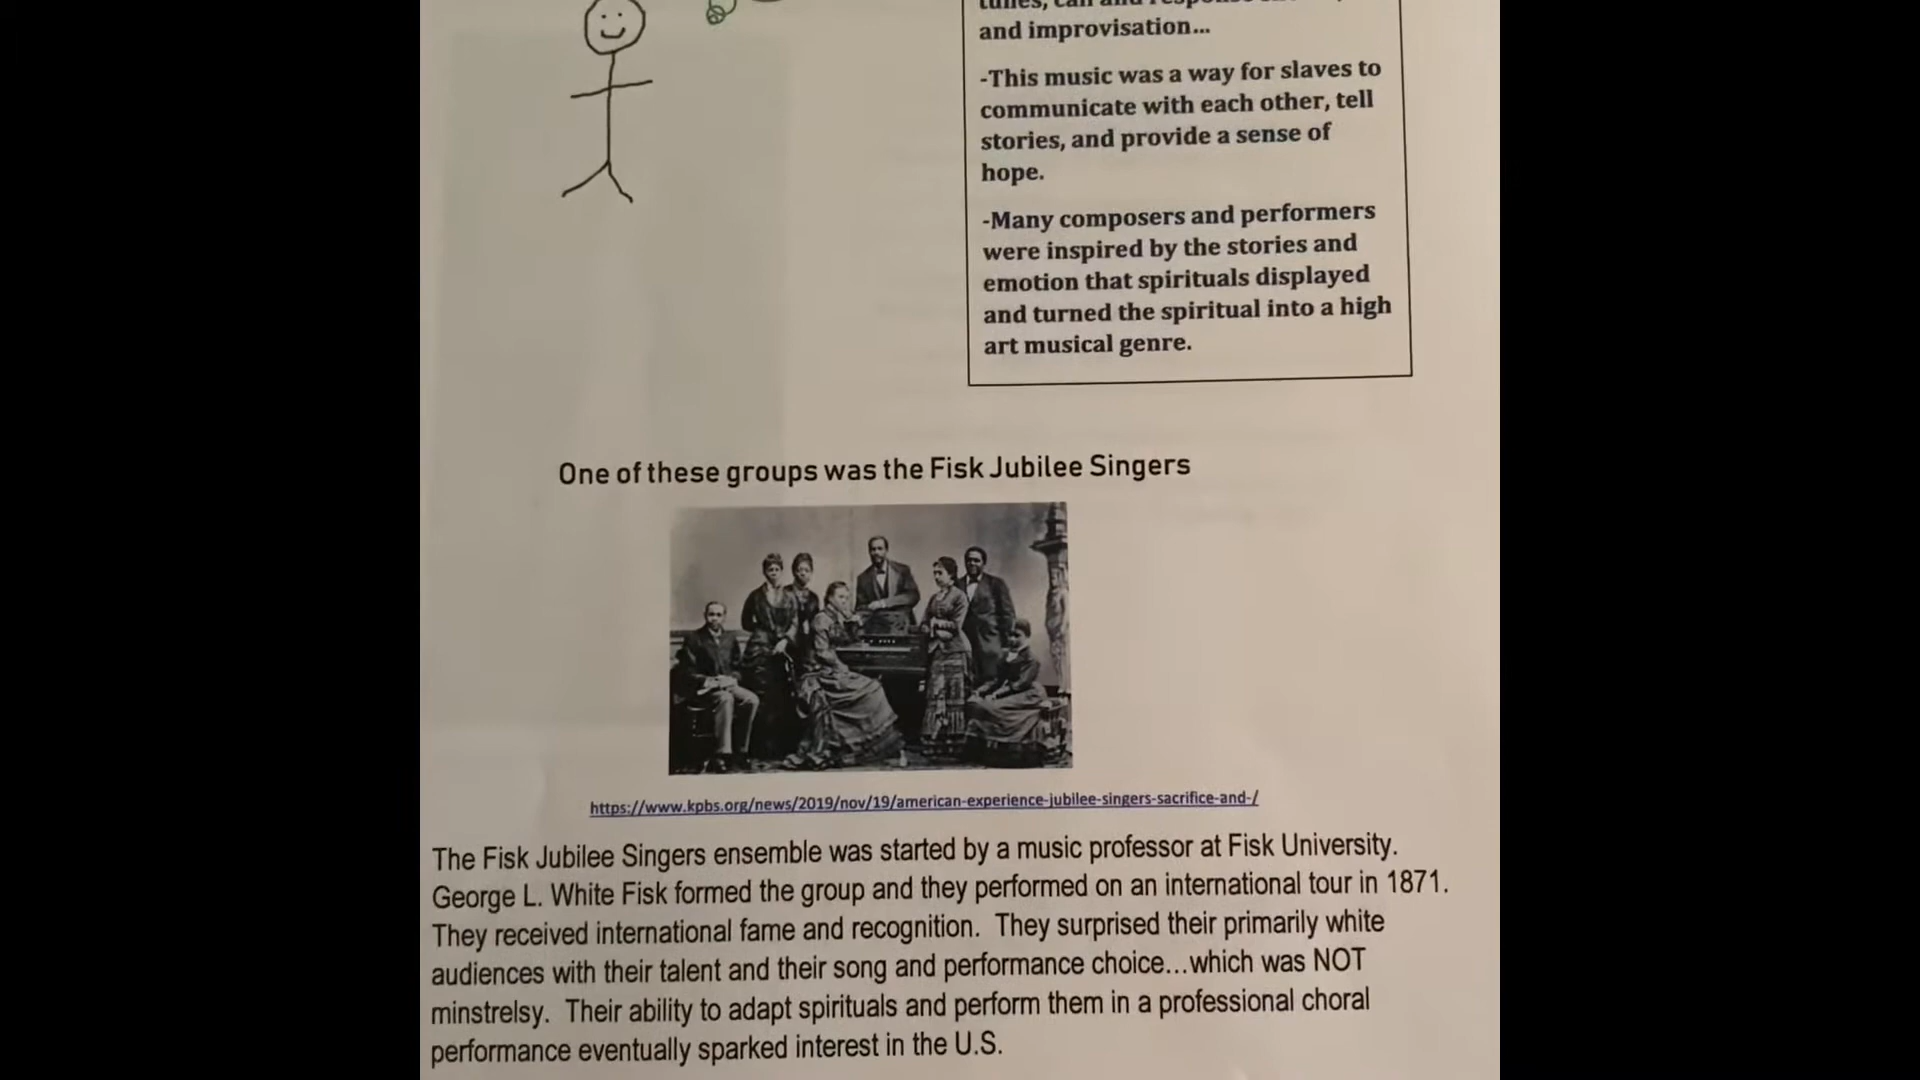 and improvisation...
-This music was a way for slaves to
communicate with each other, tell
stories, and provide a sense of
hope.
-Many composers and performers
were inspired by the stories and
emotion that spirituals displayed
and turned the spiritual into a high
art musical genre.
One of these groups was the Fisk Jubilee Singers
https://www.kpbs.org/news/2019/nov/19/american-experience-jubilee-singers-sacrifice-and-/
The Fisk Jubilee Singers ensemble was started by a music professor at Fisk University.
George L. White Fisk formed the group and they performed on an international tour in 1871.
They received international fame and recognition.  They surprised their primarily white
audiences with their talent and their song and performance choice...which was NOT
minstrelsy.  Their ability to adapt spirituals and perform them in a professional choral
performance eventually sparked interest in the U.S.